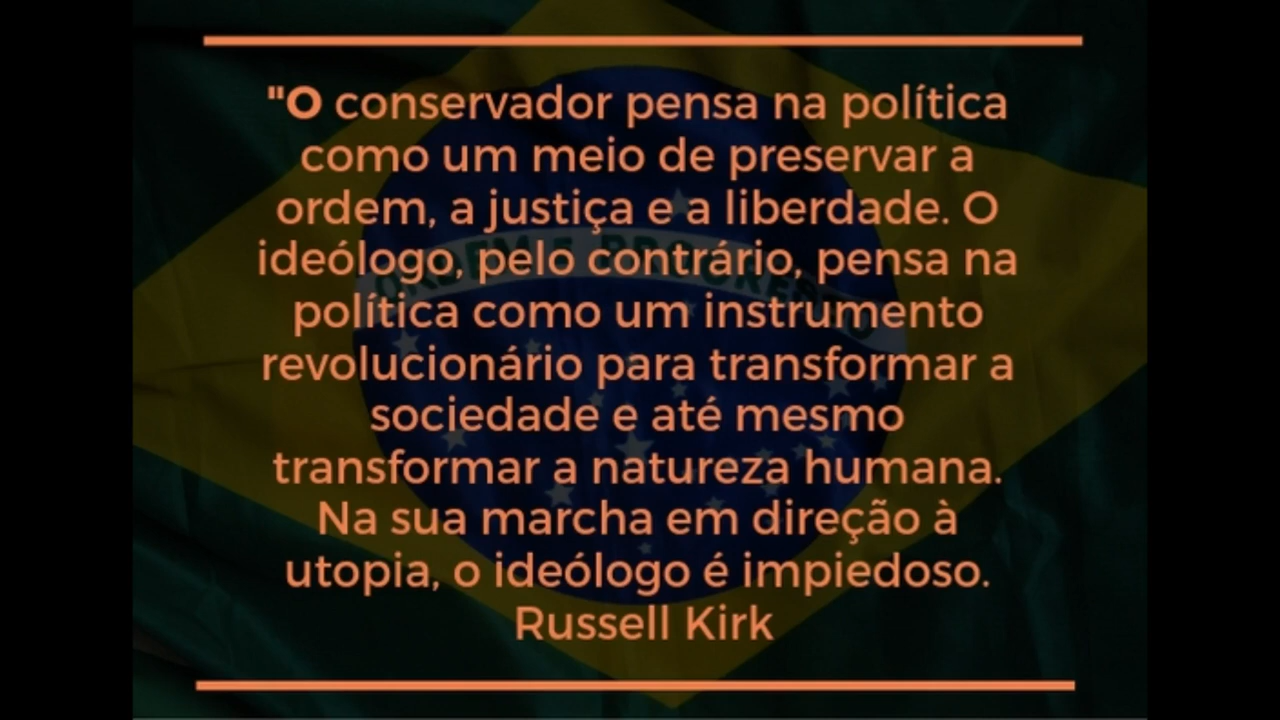 "O conservador pensa na política
como um meio de preservar a
ordem, a justiça e a liberdade. O
ideólogo, pelo contrário, pensa na
política como um instrumento
revolucionário para transformar a
sociedade e até mesmo
transformar a natureza humana.
Na sua marcha em direção à
utopia, o ideólogo é impiedoso.
Russell Kirk
ORDEM E PROGRESSO